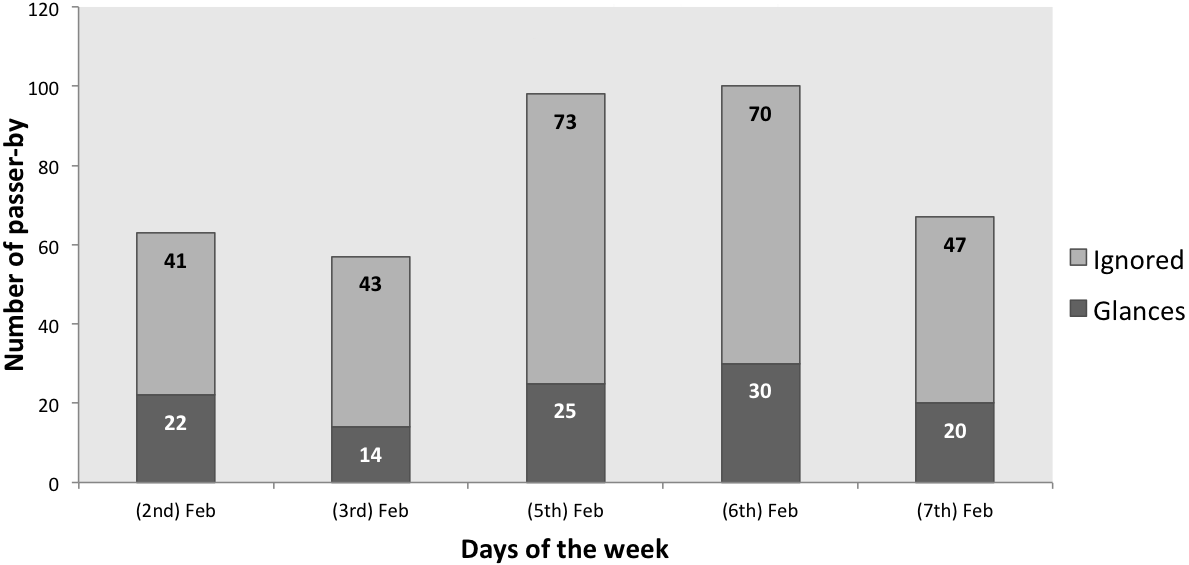 120
100
80
60
40
20
0
Number of passer-by
41
22
43
14
73
25
70
30
47
20
(2nd) Feb
(3rd) Feb
(5th) Feb
(6th) Feb
(7th) Feb
Days of the week
Ignored
Glances